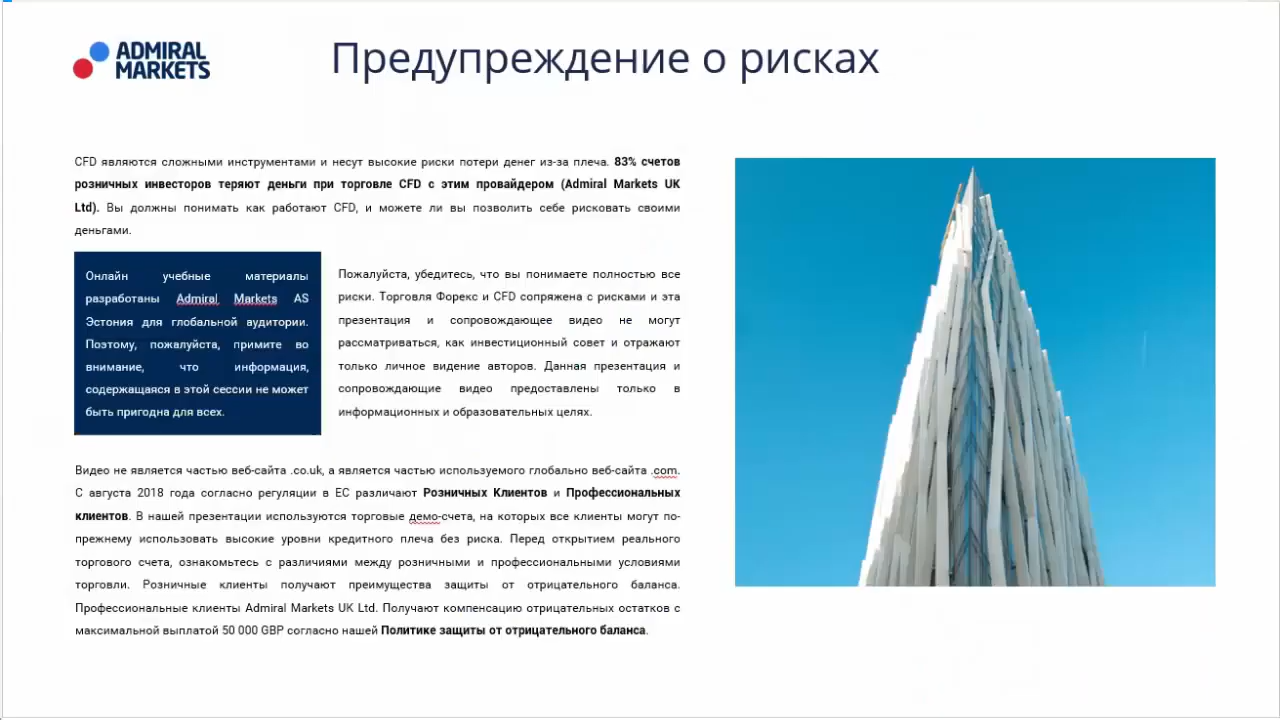 ADMIRAL
MARKETS
Предупреждение о рисках
CFD являются сложными инструментами и несут высокие риски потери денег из-за плеча. 83% счетов
розничных инвесторов теряют деньги при торговле CFD с этим провайдером (Admiral Markets UK
Ltd). Вы должны понимать как работают CFD, и можете ли вы позволить себе рисковать своими
деньгами.
Онлайн учебные материалы
разработаны Admiral Markets AS
Эстония для глобальной аудитории.
Поэтому, пожалуйста, примите во
внимание, что информация,
содержащаяся в этой сессии не может
быть пригодна для всех.
Пожалуйста, убедитесь, что вы понимаете полностью все
риски. Торговля Форекс и CFD сопряжена с рисками и эта
презентация и сопровождающее видео не могут
рассматриваться, как инвестиционный совет и отражают
только личное видение авторов. Данная презентация и
сопровождающие видео предоставлены только в
информационных и образовательных целях.
Видео не является частью веб-сайта .co.uk, а является частью используемого глобально веб-сайта .com.
С августа 2018 года согласно регуляции в ЕС различают Розничных Клиентов и Профессиональных
клиентов. В нашей презентации используются торговые демо-счета, на которых все клиенты могут по-
прежнему использовать высокие уровни кредитного плеча без риска. Перед открытием реального
торгового счета, ознакомьтесь с различиями между розничными и профессиональными условиями
торговли. Розничные клиенты получают преимущества защиты от отрицательного баланса.
Профессиональные клиенты Admiral Markets UK Ltd. Получают компенсацию отрицательных остатков с
максимальной выплатой 50 000 GBP согласно нашей Политике защиты от отрицательного баланса.